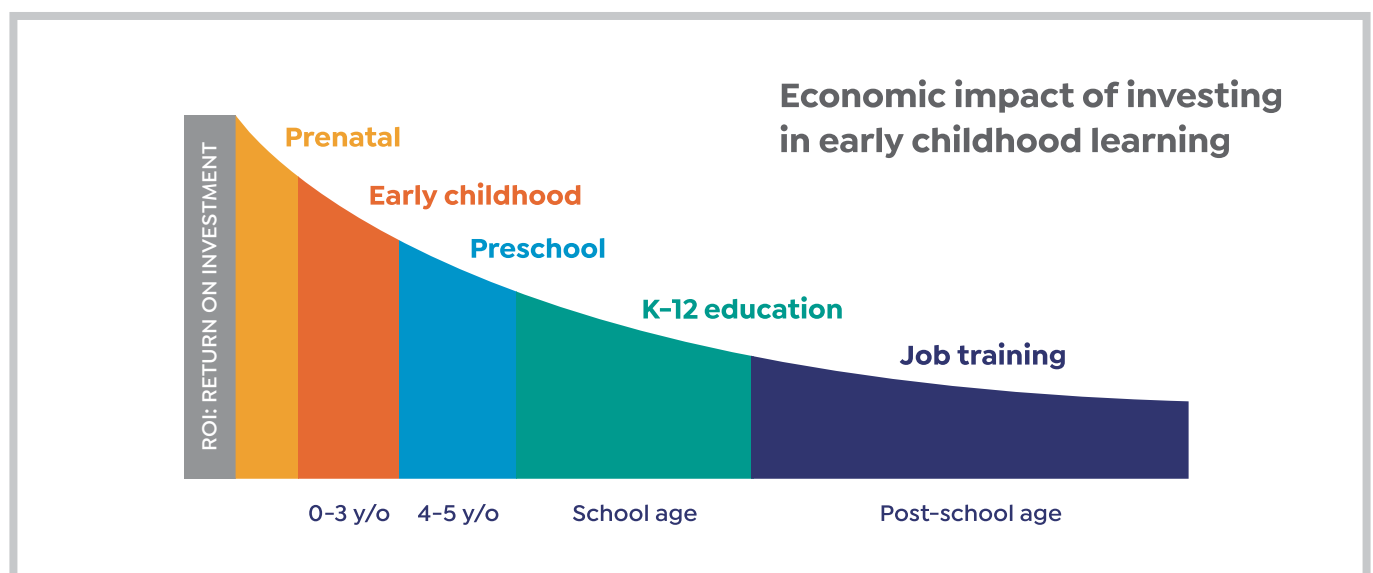 Economic impact of investing
in early childhood learning
ROI: RETURN ON INVESTMENT
Prenatal
Early childhood
Preschool
K–12 education
Job training
0–3 y/o
4–5 y/o
School age
Post–school age